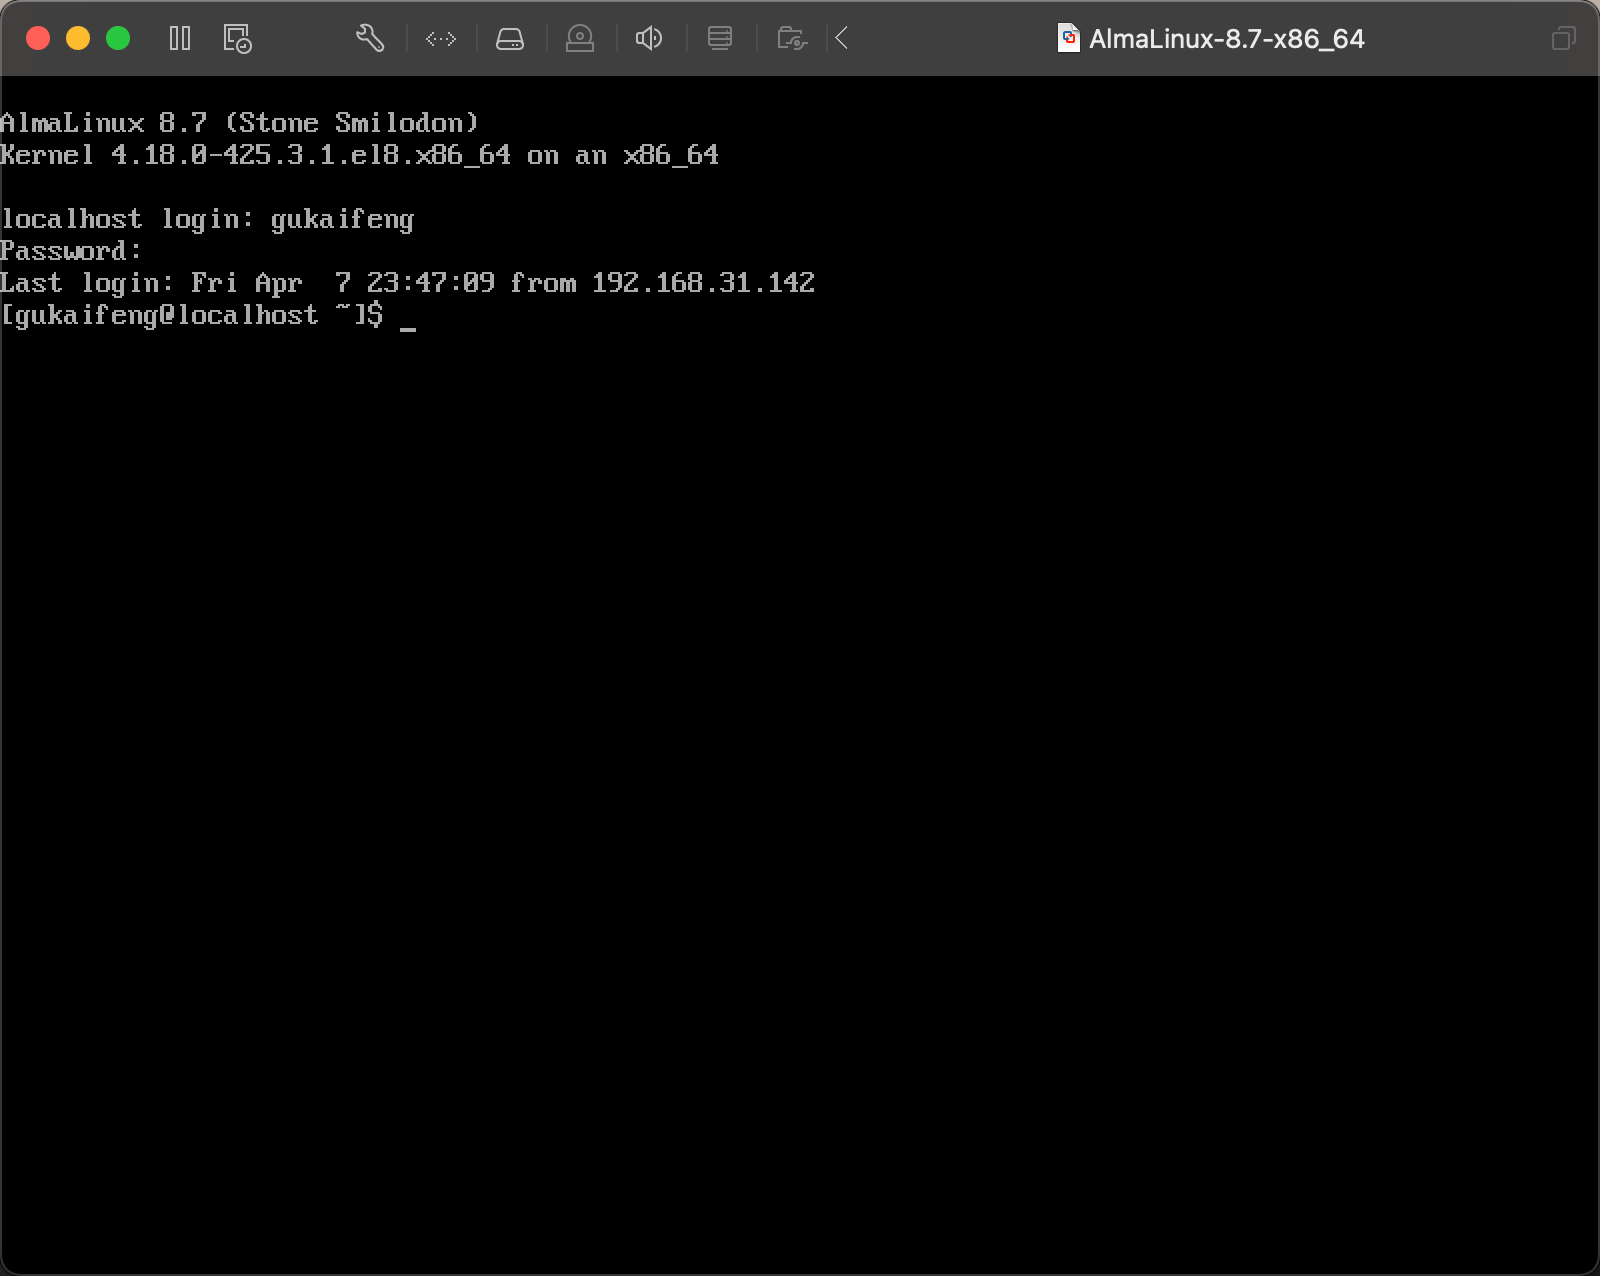 AlmaLinux-8.7-x86_64
AlmaLinux 8.7 (Stone Smilodon)
Kernel 4.18.0-425.3.1.el8.x86_64 on an x86_64
localhost login: gukaifeng
Password:
Last login: Fri Apr  7 23:47:09 from 192.168.31.142
[gukaifeng@localhost ~]$ _